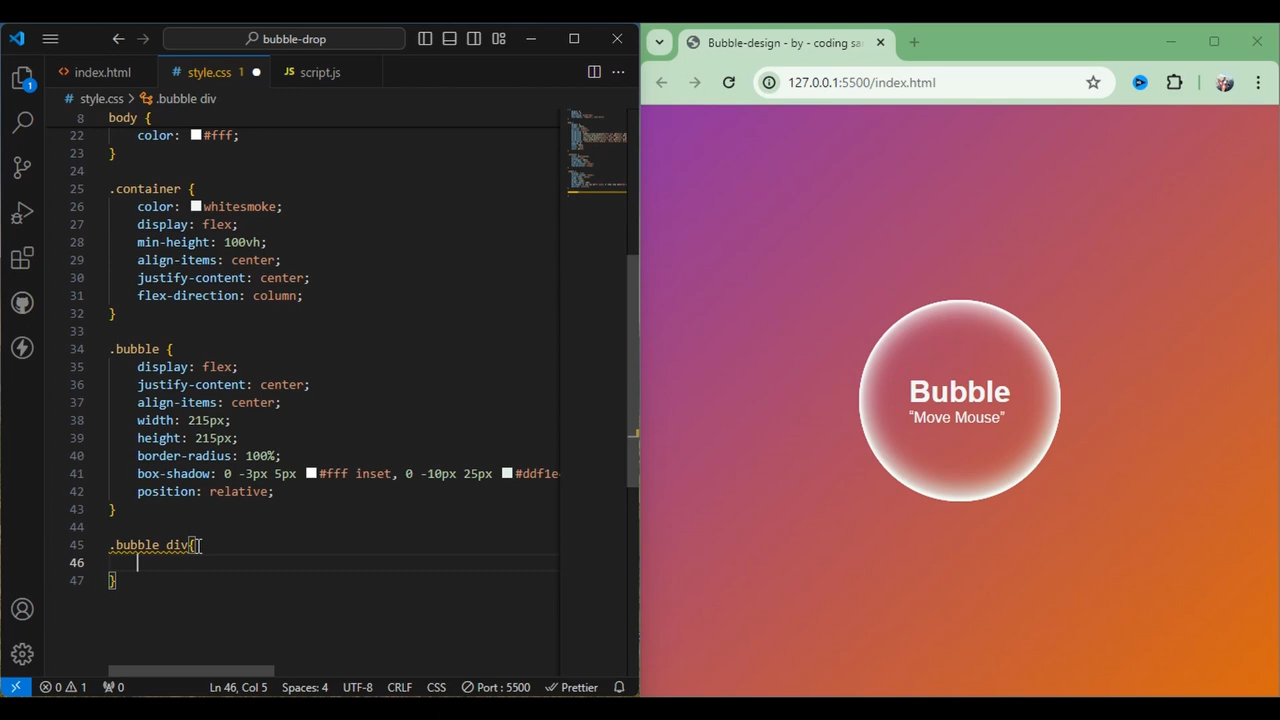 bubble-drop
index.html
style.css 1
script.js
style.css > .bubble div
8 body {
22 color: #fff;
23 }
24
25 .container {
26 color: whitesmoke;
27 display: flex;
28 min-height: 100vh;
29 align-items: center;
30 justify-content: center;
31 flex-direction: column;
32 }
33
34 .bubble {
35 display: flex;
36 justify-content: center;
37 align-items: center;
38 width: 215px;
39 height: 215px;
40 border-radius: 100%;
41 box-shadow: 0 -3px 5px #fff inset, 0 -10px 25px #ddf1e
42 position: relative;
43 }
44
45 .bubble div{
46
47 }
1
0 1 0 Ln 46, Col 5 Spaces: 4 UTF-8 CRLF CSS Port : 5500 Prettier
Bubble-design - by - coding sa
127.0.0.1:5500/index.html
Bubble
“Move Mouse”